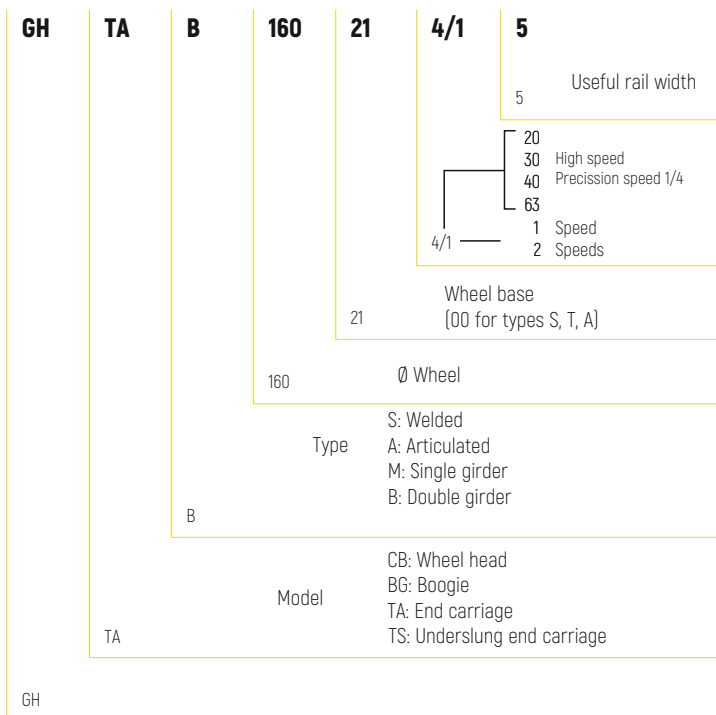 GH TA B 160 21 4/1 5
Useful rail width
5
20
30 High speed
40 Precission speed 1/4
63
1 Speed
4/1
2 Speeds
Wheel base
21 (00 for types S, T, A)
160 Ø Wheel
S: Welded
Type A: Articulated
M: Single girder
B: Double girder
B
CB: Wheel head
BG: Boogie
Model
TA: End carriage
TA TS: Underslung end carriage
GH